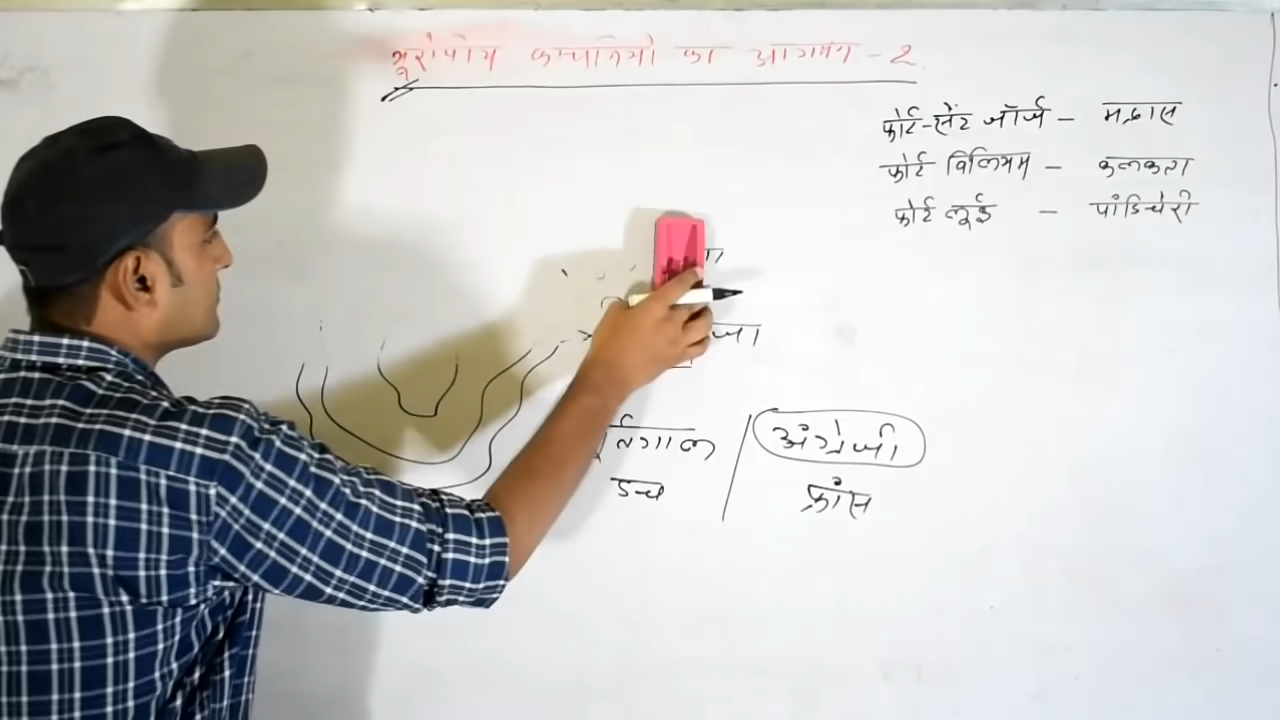 यूरोपीय कम्पनियों का आगमन - 2
फोर्ट-सेंट जॉर्ज - मद्रास
फोर्ट विलियम - कलकत्ता
फोर्ट लूई - पांडिचेरी
अंग्रेजी
डच
फ्रांस